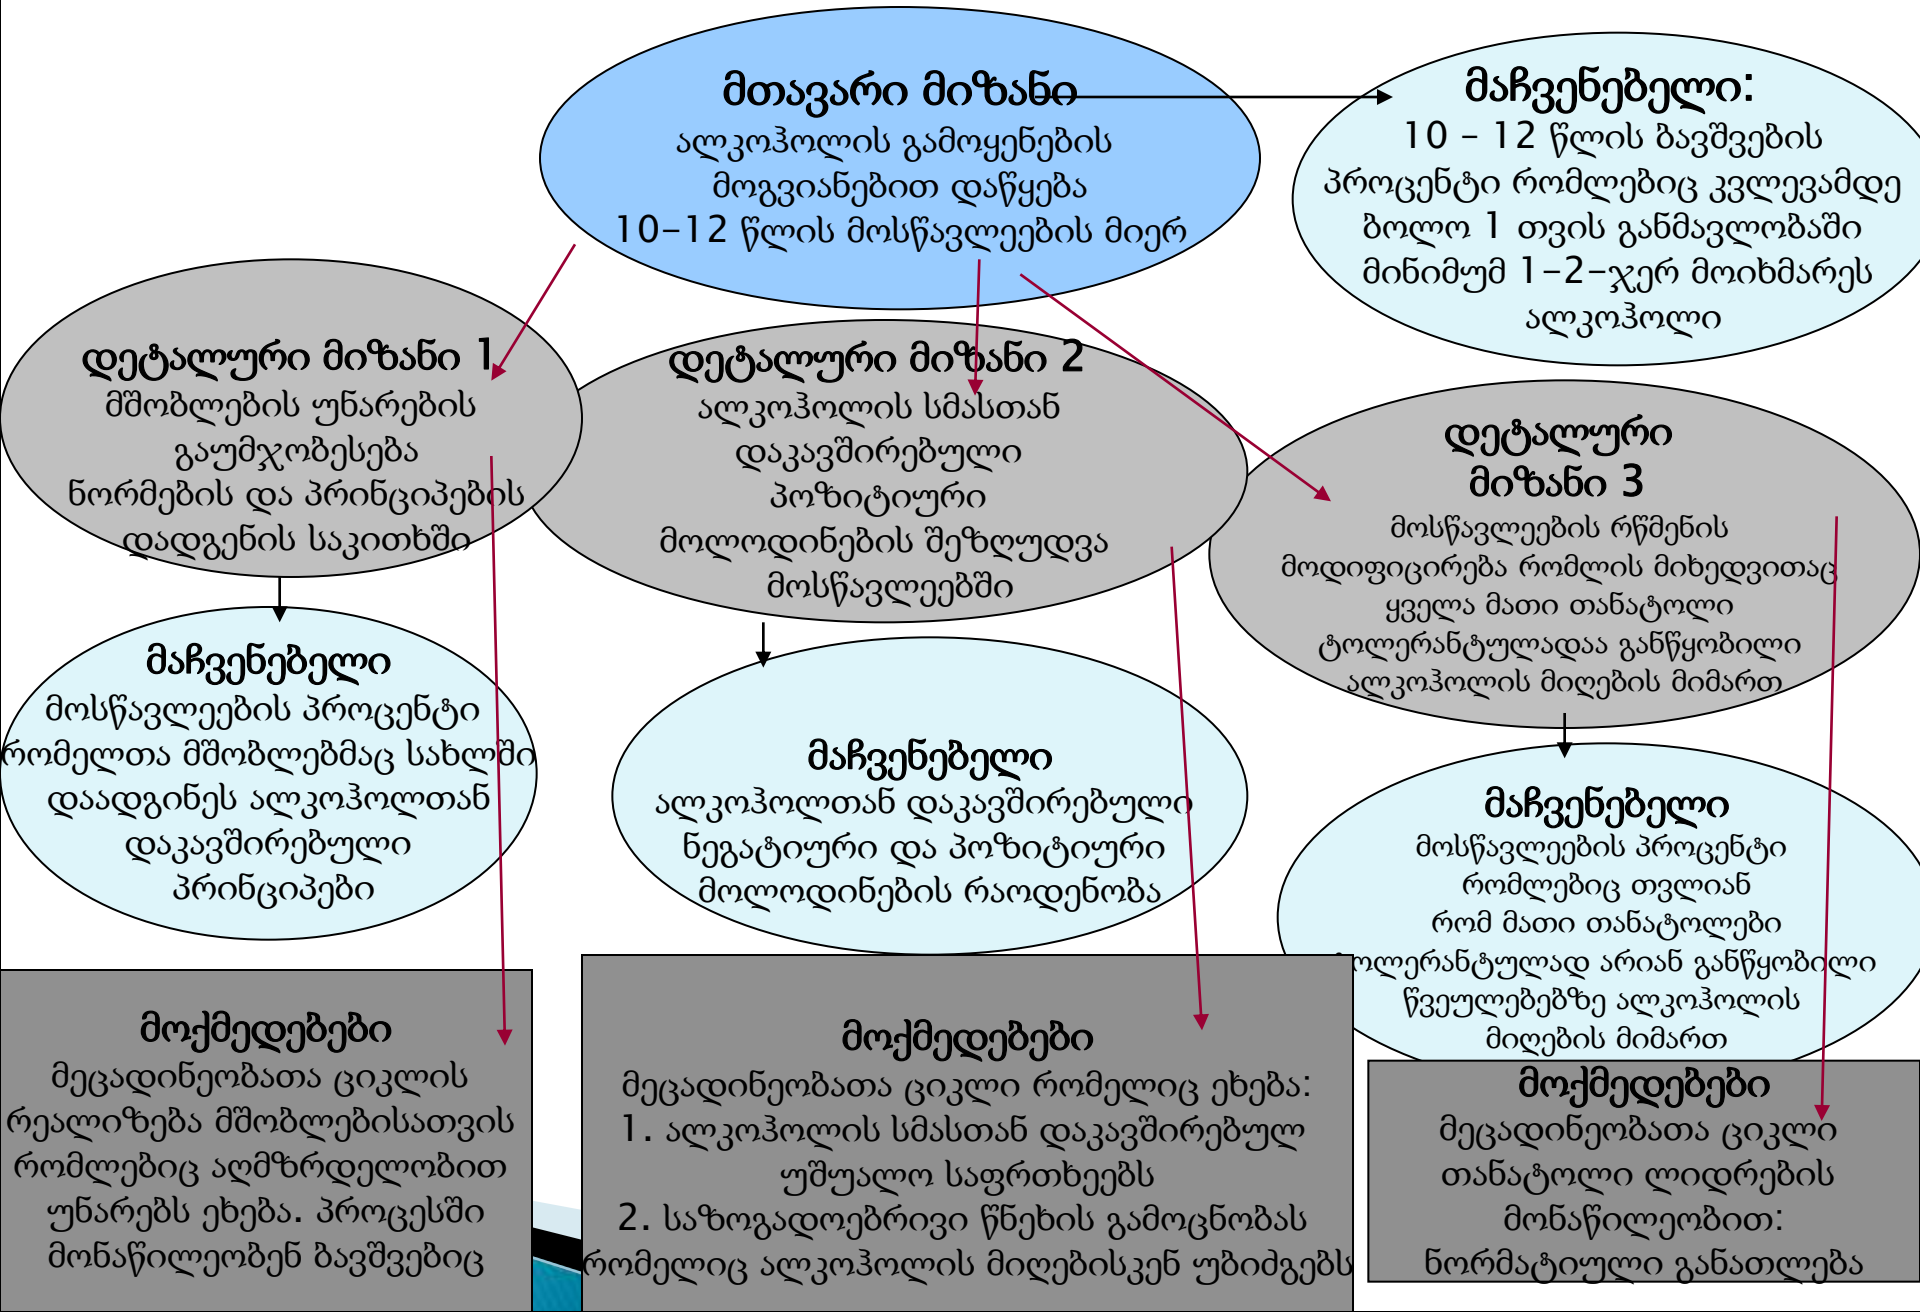 მთავარი მიზანი
ალკოჰოლის გამოყენების
მოგვიანებით დაწყება
10-12 წლის მოსწავლეების მიერ
მაჩვენებელი:
10 - 12 წლის ბავშვების
პროცენტი რომლებიც კვლევამდე
ბოლო 1 თვის განმავლობაში
მინიმუმ 1-2-ჯერ მოიხმარეს
ალკოჰოლი
დეტალური მიზანი 1
მშობლების უნარების
გაუმჯობესება
ნორმების და პრინციპების
დადგენის საკითხში
დეტალური მიზანი 2
ალკოჰოლის სმასთან
დაკავშირებული
პოზიტიური
მოლოდინების შეზღუდვა
მოსწავლეებში
დეტალური
მიზანი 3
მოსწავლეების რწმენის
მოდიფიცირება რომლის მიხედვითაც
ყველა მათი თანატოლი
ტოლერანტულადაა განწყობილი
ალკოჰოლის მიღების მიმართ
მაჩვენებელი
მოსწავლეების პროცენტი
რომელთა მშობლებმაც სახლში
დაადგინეს ალკოჰოლთან
დაკავშირებული
პრინციპები
მაჩვენებელი
ალკოჰოლთან დაკავშირებული
ნეგატიური და პოზიტიური
მოლოდინების რაოდენობა
მაჩვენებელი
მოსწავლეების პროცენტი
რომლებიც თვლიან
რომ მათი თანატოლები
ტოლერანტულად არიან განწყობილი
წვეულებებზე ალკოჰოლის
მიღების მიმართ
მოქმედებები
მეცადინეობათა ციკლის
რეალიზება მშობლებისათვის
რომლებიც აღმზრდელობით
უნარებს ეხება. პროცესში
მონაწილეობენ ბავშვებიც
მოქმედებები
მეცადინეობათა ციკლი რომელიც ეხება:
1. ალკოჰოლის სმასთან დაკავშირებულ
უშუალო საფრთხეებს
2. საზოგადოებრივი წნეხის გამოცნობას
რომელიც ალკოჰოლის მიღებისკენ უბიძგებს
მოქმედებები
მეცადინეობათა ციკლი
თანატოლი ლიდრების
მონაწილეობით:
ნორმატიული განათლება